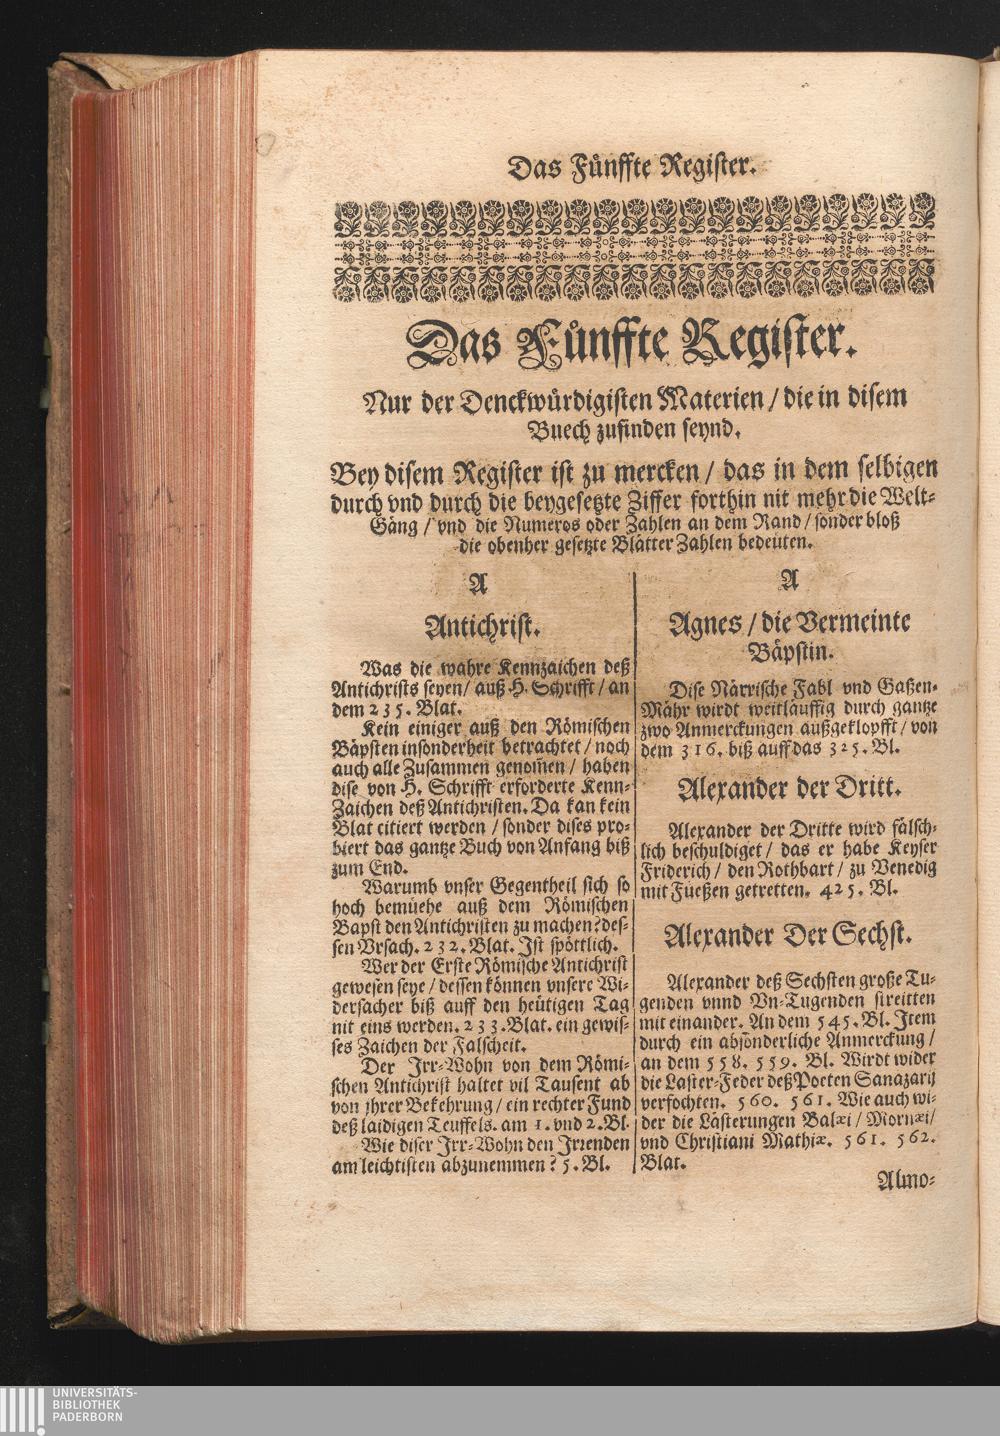 Das Fünffte Register.
Das Fünffte Register.
Nur der Denckwürdigisten Materien / die in disem
Buech zufinden seynd.
Bey disem Register ist zu mercken / das in dem selbigen
durch vnd durch die beygesetzte Ziffer forthin nit mehr die Welt-
Gäng / vnd die Numeros oder Zahlen an dem Rand / sonder bloß
die obenher gesetzte Blätter Zahlen bedeuten.
A
Antichrist.
Was die wahre Kennzaichen deß
Antichrists seyen / auß H. Schrifft / an
dem 235. Blat.
Kein einiger auß den Römischen
Bäpsten insonderheit betrachtet / noch
auch alle Zusammen genom̃en / haben
dise von H. Schrifft erforderte Kenn-
Zaichen deß Antichristen. Da kan kein
Blat citiert werden / sonder dises pro-
biert das gantze Buch von Anfang biß
zum End.
Warumb vnser Gegentheil sich so
hoch bemüehe auß dem Römischen
Bapst den Antichristen zu machen? des-
sen Vrsach. 232. Blat. Ist spöttlich.
Wer der Erste Römische Antichrist
gewesen seye / dessen können vnsere Wi-
dersacher biß auff den heütigen Tag
nit eins werden. 233. Blat. ein gewis-
ses Zaichen der Falscheit.
Der Irr-Wohn von dem Römi-
schen Antichrist haltet vil Tausent ab
von jhrer Bekehrung / ein rechter Fund
deß laidigen Teuffels. am 1. vnd 2. Bl.
Wie diser Irr-Wohn den Irrenden
am leichtisten abzunemmen? 5. Bl.
A
Agnes / die Vermeinte
Bäpstin.
Dise Närrische Fabl vnd Gaßen-
Mähr wirdt weitläuffig durch gantze
zwo Anmerckungen außgeklopfft / von
dem 316. biß auff das 325. Bl.
Alexander der Dritt.
Alexander der Dritte wird fälsch-
lich beschuldiget / das er habe Keyser
Friderich / den Rothbart / zu Venedig
mit Füeßen getretten. 425. Bl.
Alexander Der Sechst.
Alexander deß Sechsten große Tu-
genden vnnd Vn-Tugenden streitten
mit einander. An dem 545. Bl. Item
durch ein absonderliche Anmerckung /
an dem 558. 559. Bl. Wirdt wider
die Laster-Feder deß Poeten Sanazarij
verfochten. 560. 561. Wie auch wi-
der die Lästerungen Balæi / Mornæi /
vnd Christiani Mathiæ. 561. 562.
Blat.
Almo-
UNIVERSITÄTS-
BIBLIOTHEK
PADERBORN